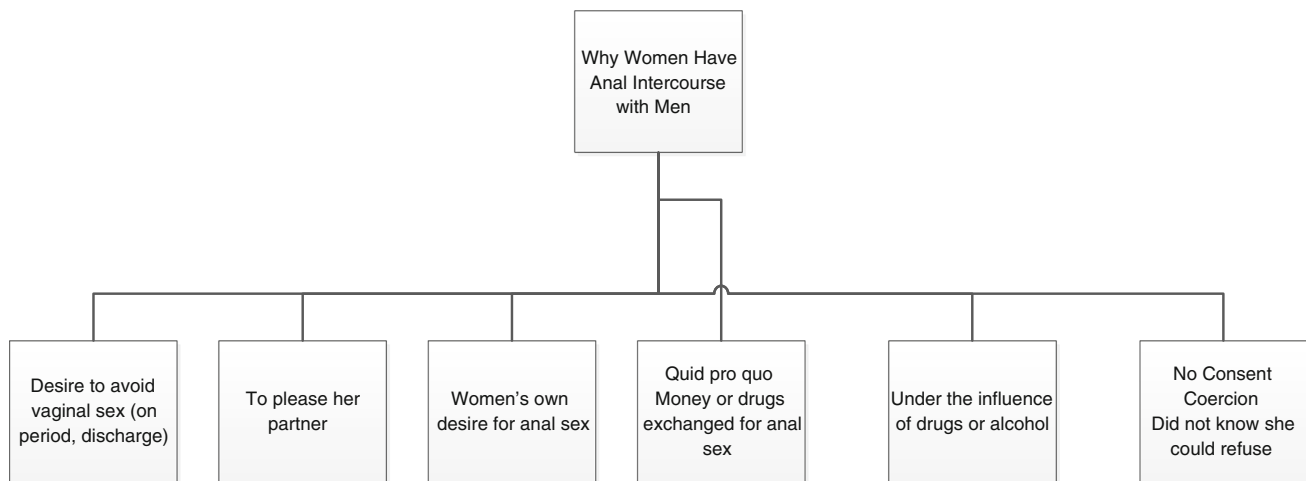 Why Women Have
Anal Intercourse
with Men
Desire to avoid
vaginal sex (on
period, discharge)
To please her
partner
Women’s own
desire for anal sex
Quid pro quo
Money or drugs
exchanged for anal
sex
Under the influence
of drugs or alcohol
No Consent
Coercion
Did not know she
could refuse